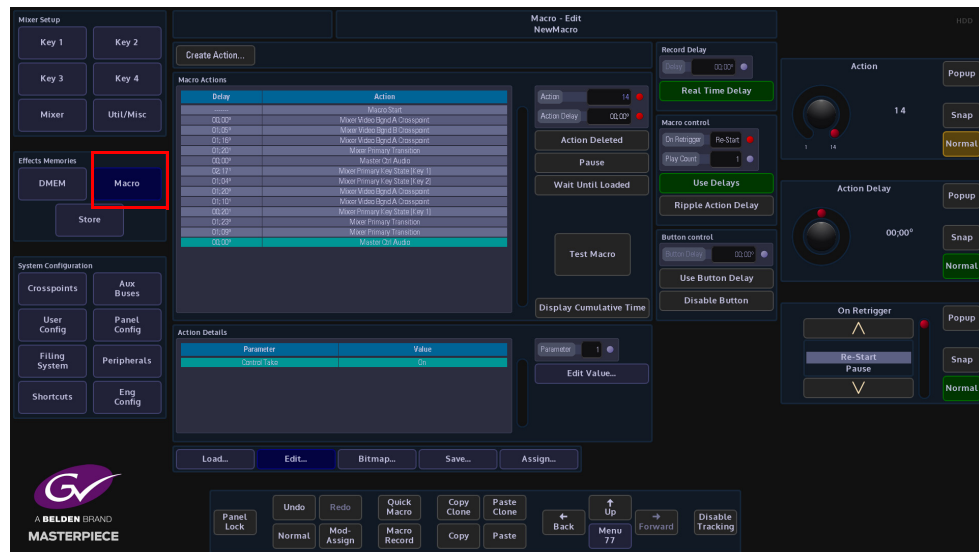 Mixer Setup
Key 1
Key 2
Key 3
Key 4
Mixer
Util/Misc
Effects Memories
DMEM
Macro
Store
System Configuration
Crosspoints
Aux
Buses
User
Config
Panel
Config
Filing
System
Peripherals
Shortcuts
Eng
Config
GV
A BELDEN BRAND
MASTERPIECE
Macro - Edit
NewMacro
HDD
Create Action...
Macro Actions
Delay Action
------ Macro Start
00;00° Mixer Video Bgnd A Crosspoint
01;05° Mixer Video Bgnd B Crosspoint
01;16° Mixer Video Bgnd A Crosspoint
01;20° Mixer Primary Transition
00;00° Master Ctrl Audio
02;17° Mixer Primary Key State (Key 1)
01;04° Mixer Primary Key State (Key 2)
01;20° Mixer Video Bgnd A Crosspoint
01;10° Mixer Video Bgnd A Crosspoint
00;20° Mixer Primary Key State (Key 1)
01;23° Mixer Primary Transition
01;09° Mixer Primary Transition
00;00° Master Ctrl Audio
Action 14
Action Delay 00;00°
Action Deleted
Pause
Wait Until Loaded
Test Macro
Display Cumulative Time
Action Details
Parameter Value
Control Take On
Parameter 1
Edit Value...
Record Delay
Delay 00;00°
Real Time Delay
Macro control
On Retrigger Re-Start
Play Count 1
Use Delays
Ripple Action Delay
Button control
Button Delay 00;00°
Use Button Delay
Disable Button
Action
14
1 14
Popup
Snap
Normal
Action Delay
00;00°
Popup
Snap
Normal
On Retrigger
Re-Start
Pause
Popup
Snap
Normal
Load...
Edit...
Bitmap...
Save...
Assign...
Panel
Lock
Undo
Redo
Normal
Mod-
Assign
Quick
Macro
Macro
Record
Copy
Clone
Paste
Clone
Copy
Paste
Back
Up
Menu
77
Forward
Disable
Tracking